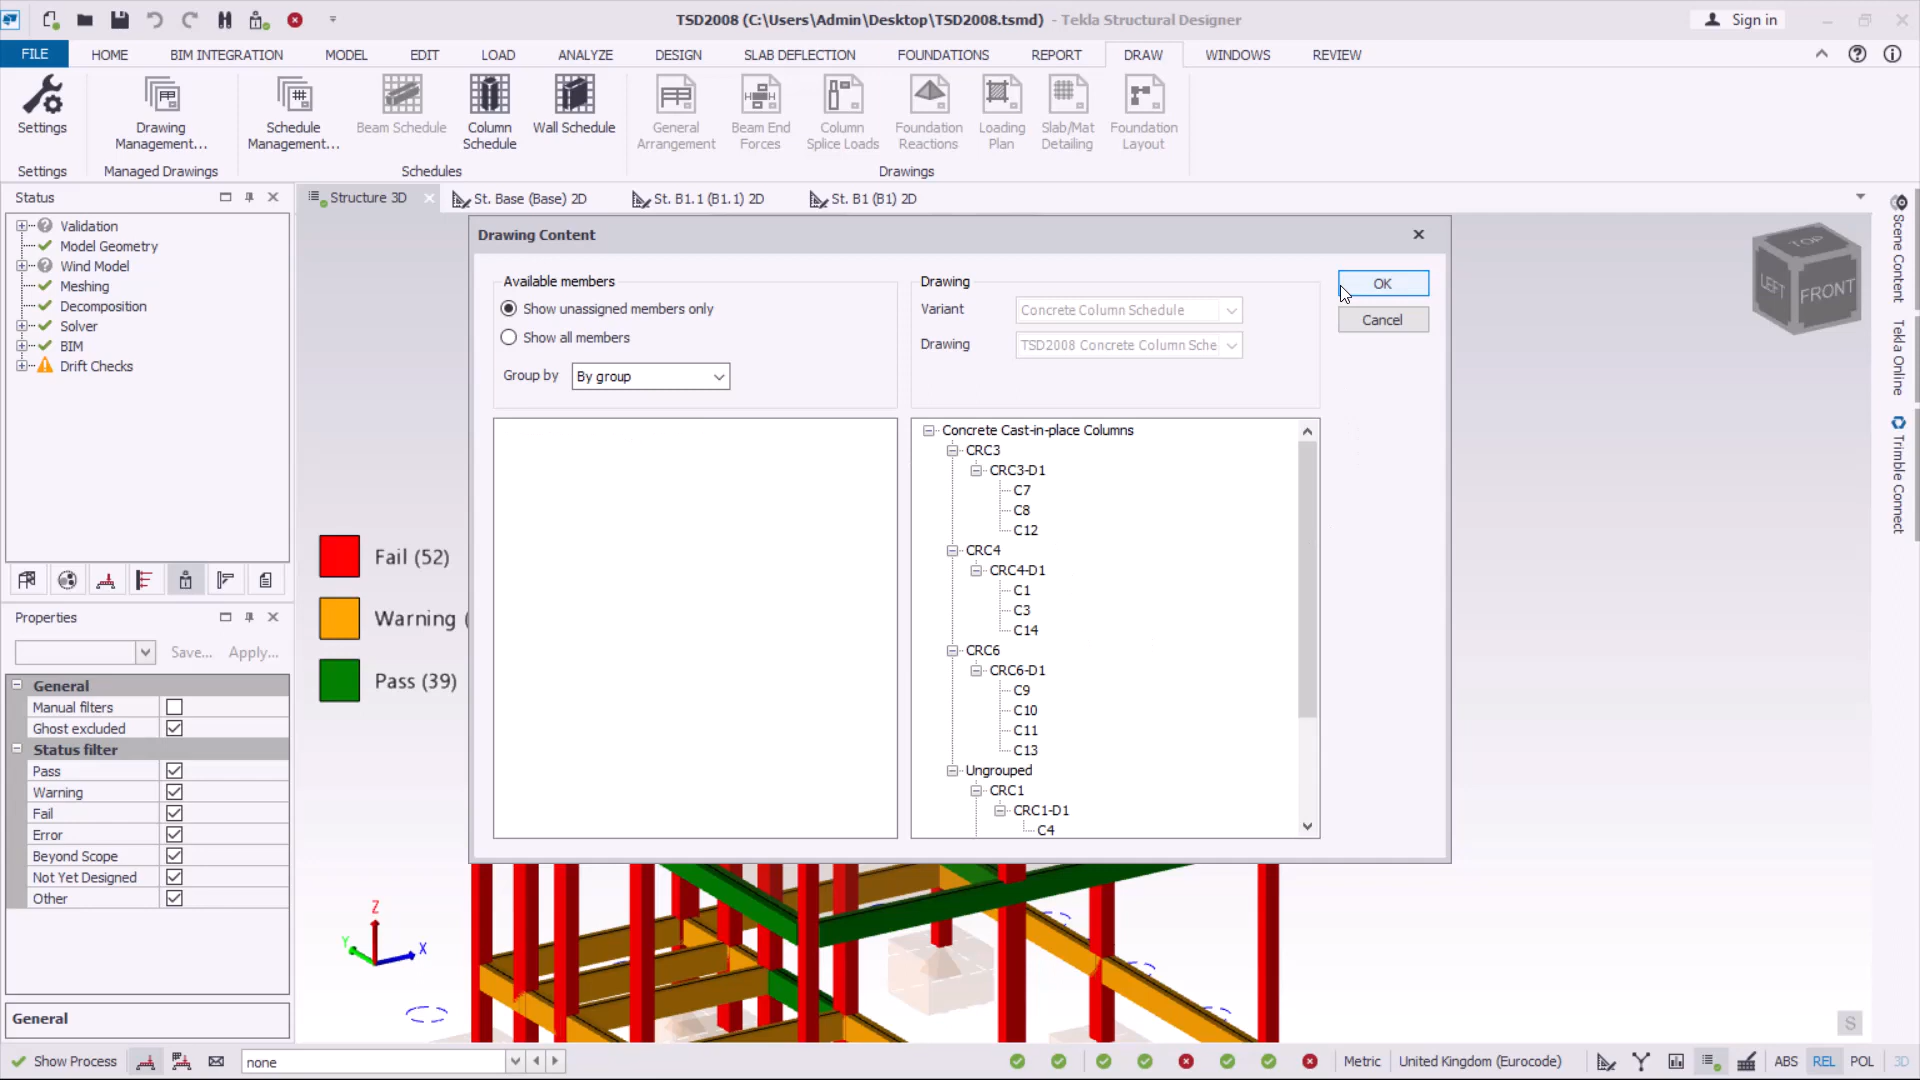 TSD2008 (C:\Users\Admin\Desktop\TSD2008.tsmd) - Tekla Structural Designer
Sign in
FILE HOME BIM INTEGRATION MODEL EDIT LOAD ANALYZE DESIGN SLAB DEFLECTION FOUNDATIONS REPORT DRAW WINDOWS REVIEW
Settings
Drawing
Management...
Schedule
Management...
Beam Schedule
Column
Schedule
Wall Schedule
General
Arrangement
Beam End
Forces
Column
Splice Loads
Foundation
Reactions
Loading
Plan
Slab/Mat
Detailing
Foundation
Layout
Settings Managed Drawings Schedules Drawings
Status
Structure 3D St. Base (Base) 2D St. B1.1 (B1.1) 2D St. B1 (B1) 2D
Validation
Model Geometry
Wind Model
Meshing
Decomposition
Solver
BIM
Drift Checks
Properties
Save... Apply...
General
Manual filters
Ghost excluded
Status filter
Pass
Warning
Fail
Error
Beyond Scope
Not Yet Designed
Other
General
Fail (52)
Warning (
Pass (39)
Drawing Content
Available members
Show unassigned members only
Show all members
Group by By group
Drawing
Variant Concrete Column Schedule
Drawing TSD2008 Concrete Column Sche
OK
Cancel
Concrete Cast-in-place Columns
CRC3
CRC3-D1
C7
C8
C12
CRC4
CRC4-D1
C1
C3
C14
CRC6
CRC6-D1
C9
C10
C11
C13
Ungrouped
CRC1
CRC1-D1
C4
TOP
LEFT
FRONT
Scene Content
Tekla Online
Trimble Connect
Z
Y
X
S
Show Process none Metric United Kingdom (Eurocode) ABS REL POL 3D